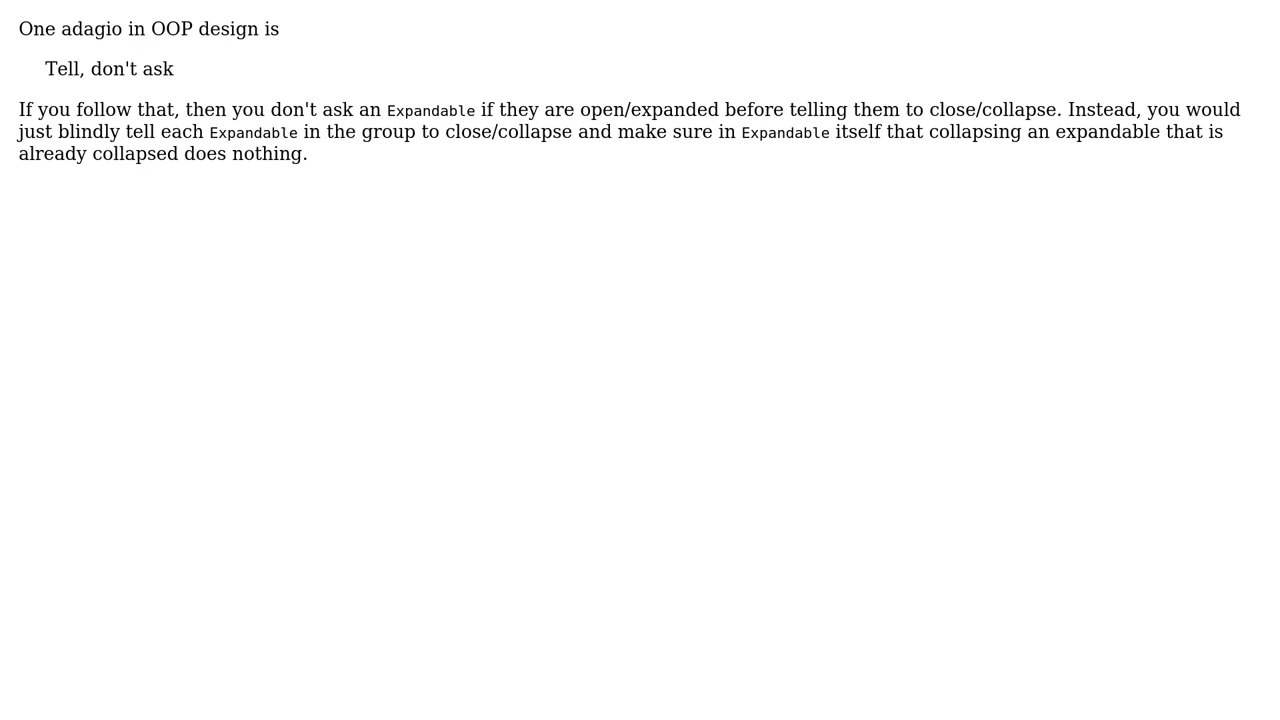 One adagio in OOP design is
Tell, don't ask
If you follow that, then you don't ask an Expandable if they are open/expanded before telling them to close/collapse. Instead, you would
just blindly tell each Expandable in the group to close/collapse and make sure in Expandable itself that collapsing an expandable that is
already collapsed does nothing.